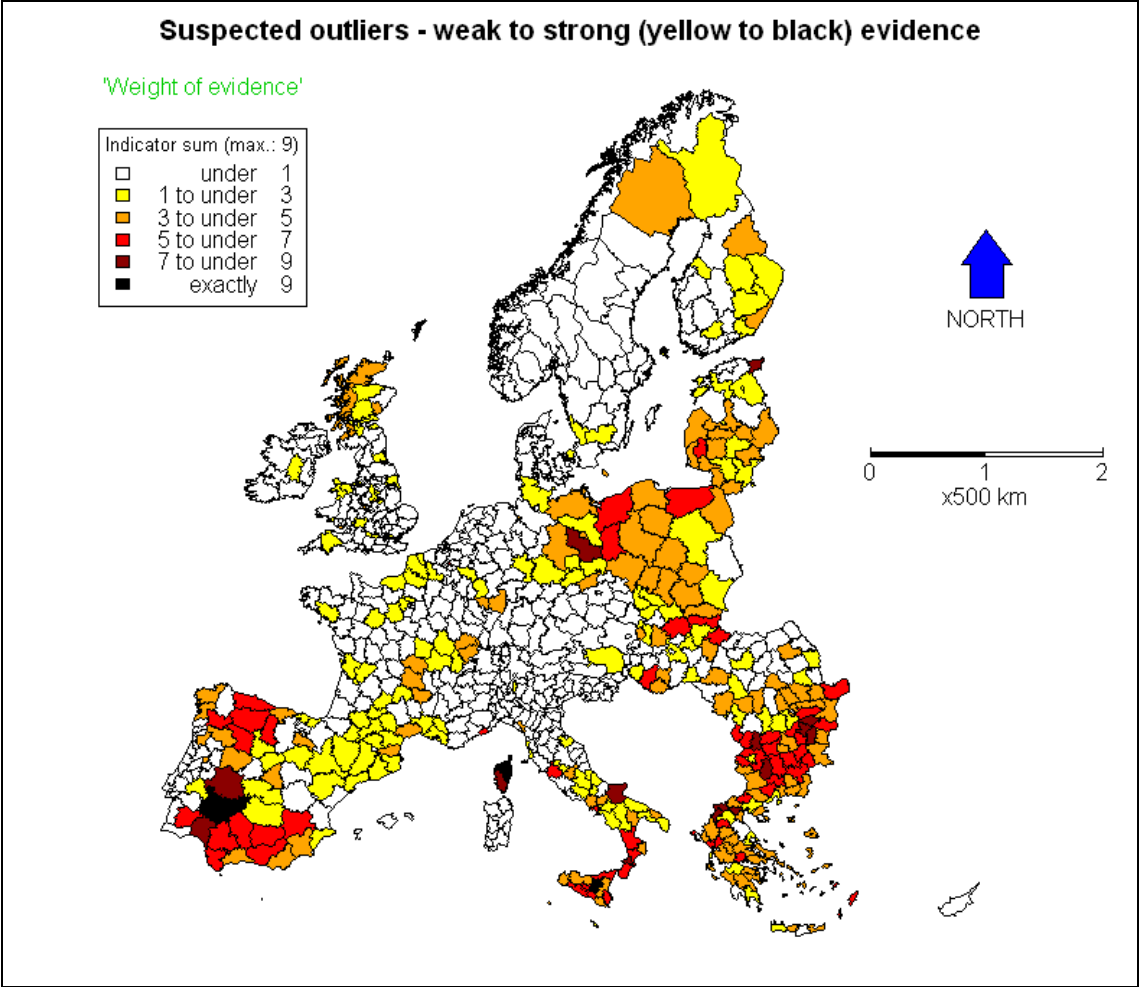 Suspected outliers - weak to strong (yellow to black) evidence
'Weight of evidence'
Indicator sum (max.: 9)
under 1
1 to under 3
3 to under 5
5 to under 7
7 to under 9
exactly 9
NORTH
0 1 2
x500 km